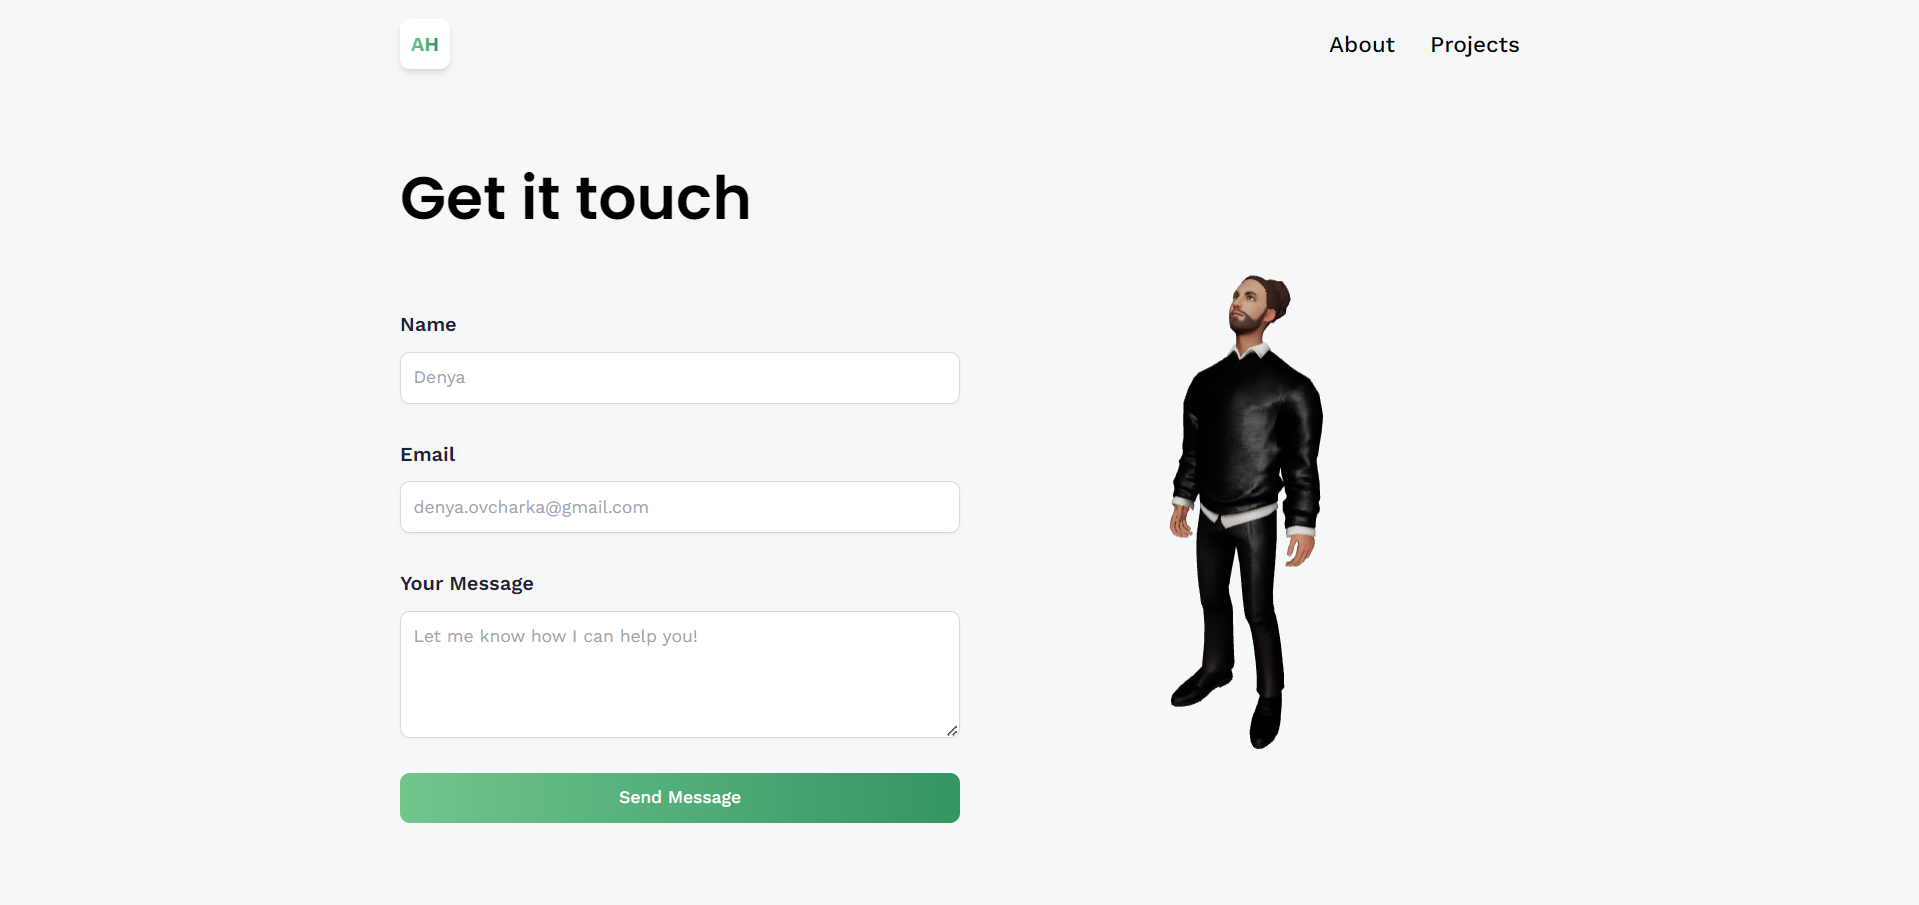 AH
About
Projects
Get it touch
Name
Denya
Email
denya.ovcharka@gmail.com
Your Message
Let me know how I can help you!
Send Message